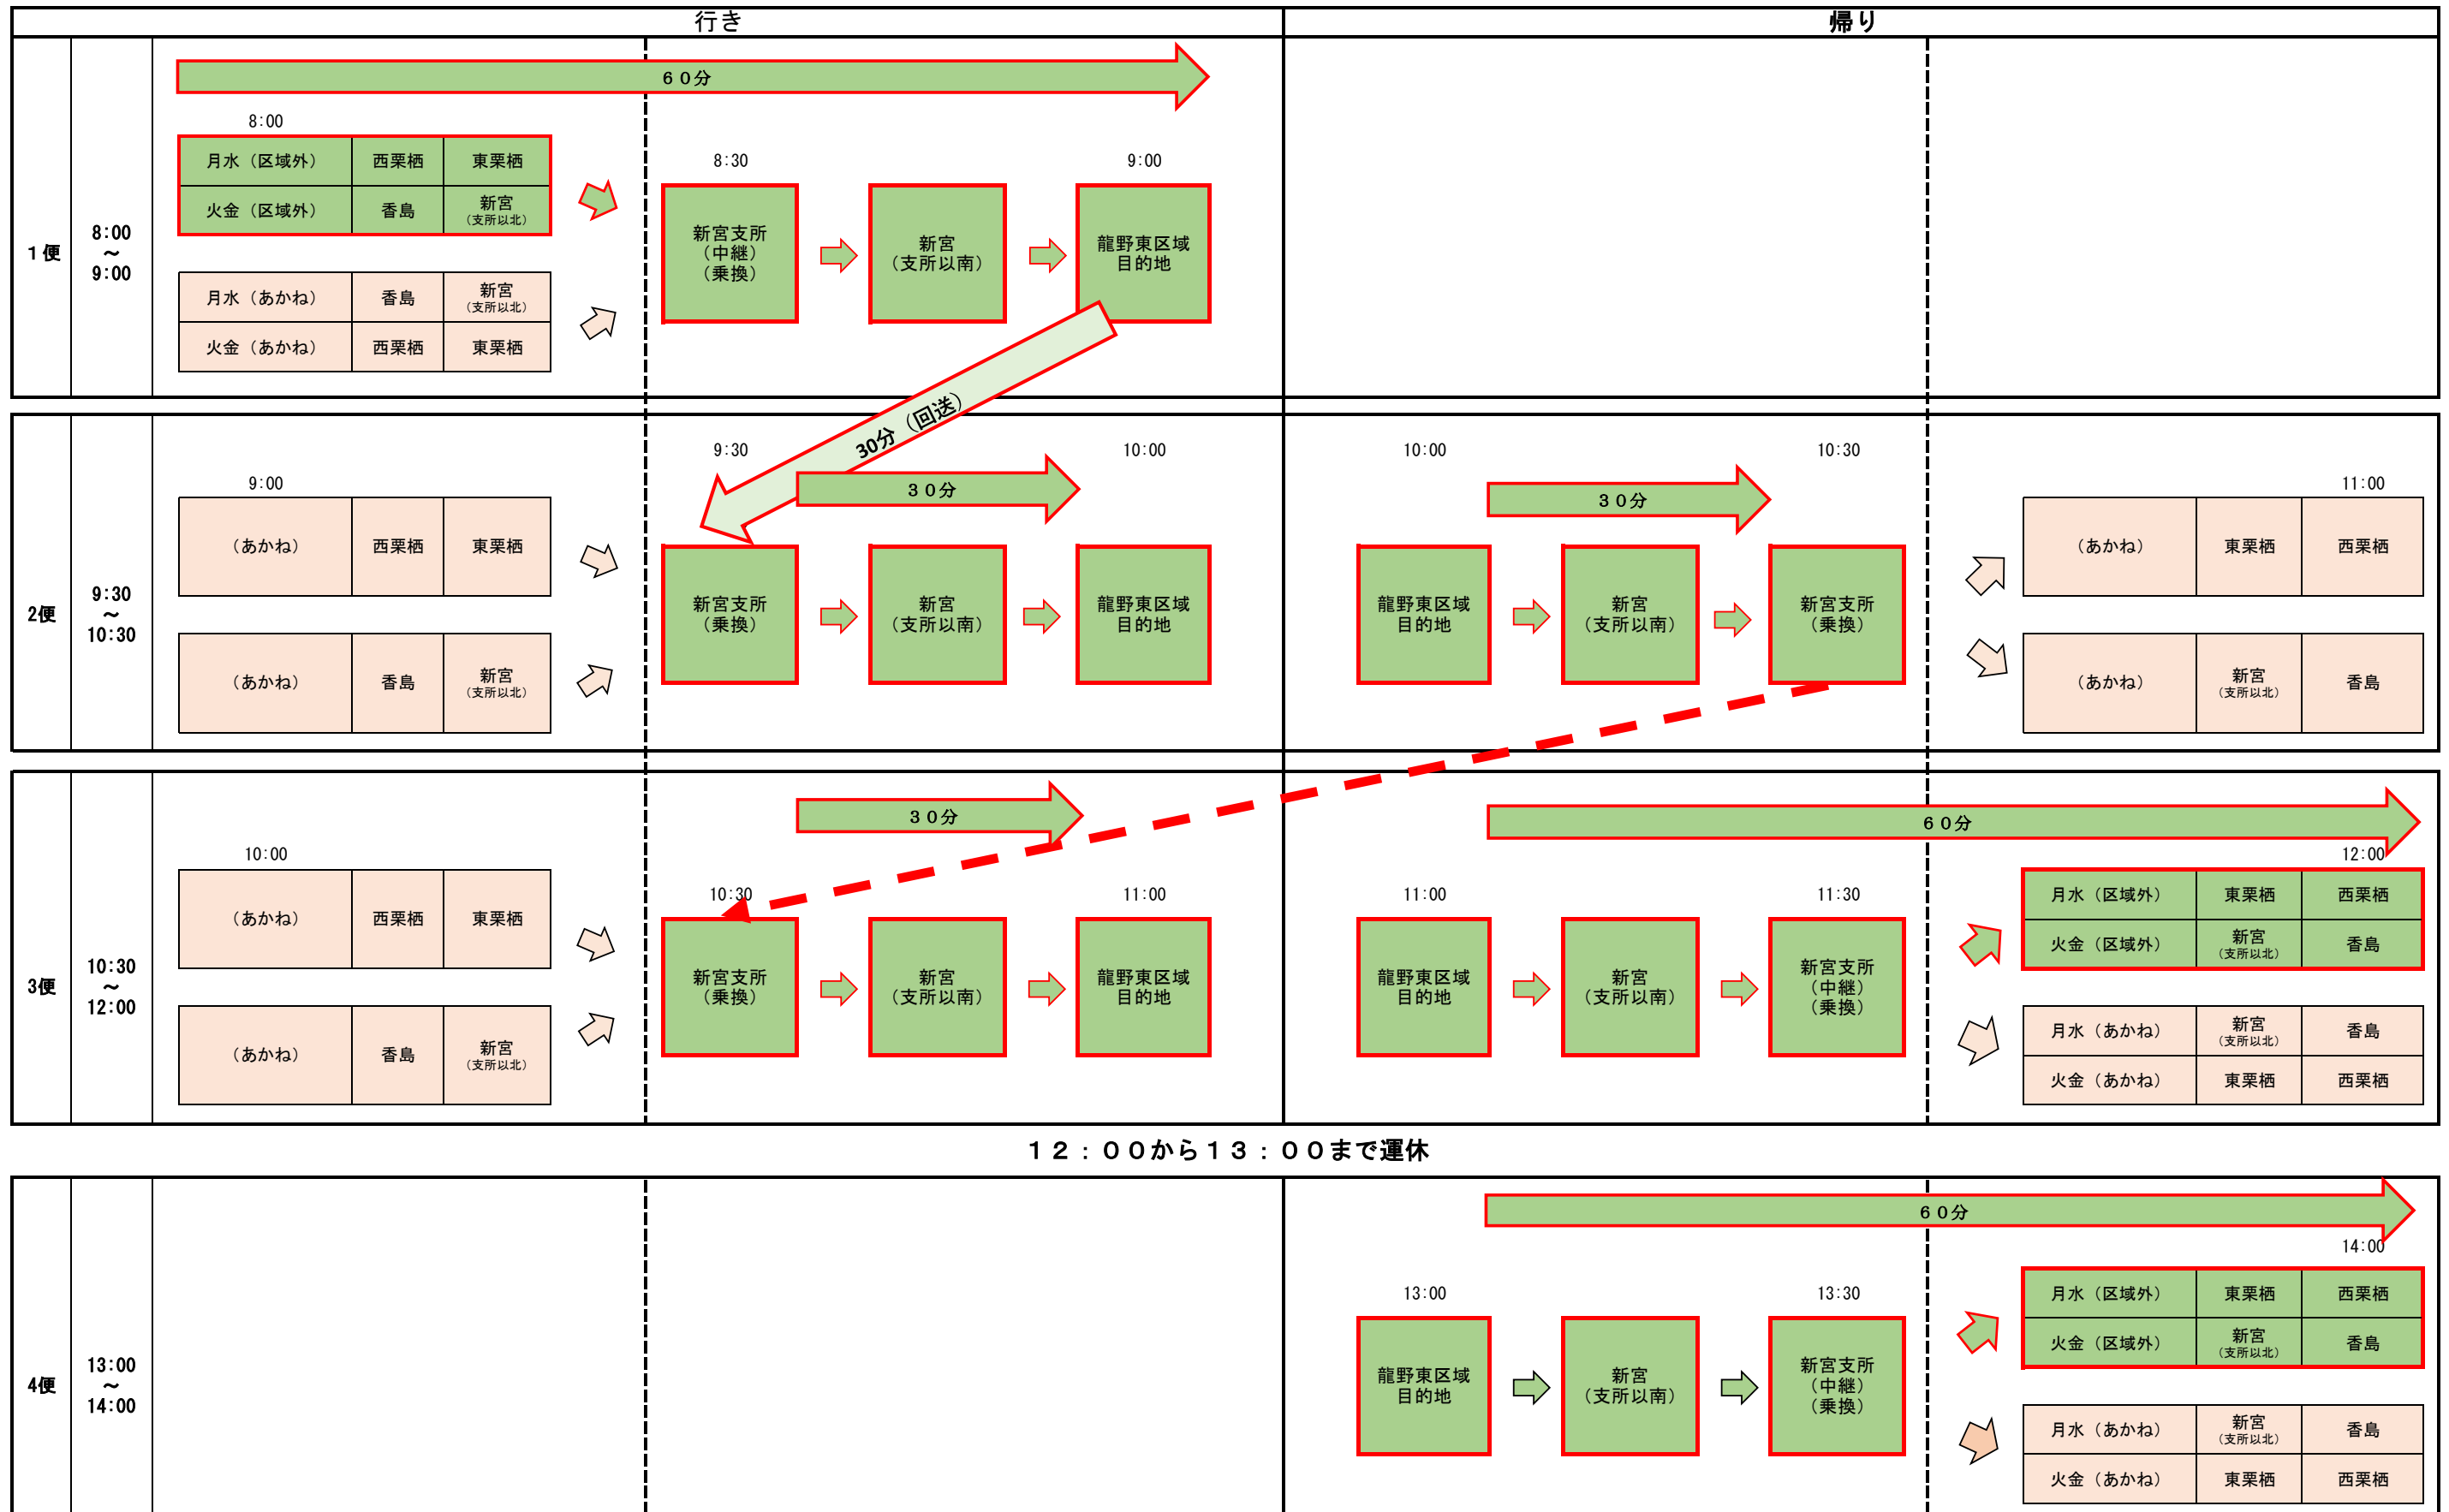 行き
帰り
６０分
8:00
月水（区域外）
西栗栖
東栗栖
火金（区域外）
香島
新宮
（支所以北）
月水（あかね）
香島
新宮
（支所以北）
火金（あかね）
西栗栖
東栗栖
8:30
9:00
新宮支所
（中継）
（乗換）
新宮
（支所以南）
龍野東区域
目的地
１便
8:00
～
9:00
30分（回送）
2便
9:30
～
10:30
9:00
（あかね）
西栗栖
東栗栖
（あかね）
香島
新宮
（支所以北）
9:30
10:00
３０分
新宮支所
（乗換）
新宮
（支所以南）
龍野東区域
目的地
10:00
10:30
３０分
龍野東区域
目的地
新宮
（支所以南）
新宮支所
（乗換）
11:00
（あかね）
東栗栖
西栗栖
（あかね）
新宮
（支所以北）
香島
3便
10:30
～
12:00
10:00
（あかね）
西栗栖
東栗栖
（あかね）
香島
新宮
（支所以北）
３０分
10:30
11:00
新宮支所
（乗換）
新宮
（支所以南）
龍野東区域
目的地
６０分
11:00
11:30
龍野東区域
目的地
新宮
（支所以南）
新宮支所
（中継）
（乗換）
12:00
月水（区域外）
東栗栖
西栗栖
火金（区域外）
新宮
（支所以北）
香島
月水（あかね）
新宮
（支所以北）
香島
火金（あかね）
東栗栖
西栗栖
１２：００から１３：００まで運休
4便
13:00
～
14:00
６０分
13:00
13:30
龍野東区域
目的地
新宮
（支所以南）
新宮支所
（中継）
（乗換）
14:00
月水（区域外）
東栗栖
西栗栖
火金（区域外）
新宮
（支所以北）
香島
月水（あかね）
新宮
（支所以北）
香島
火金（あかね）
東栗栖
西栗栖